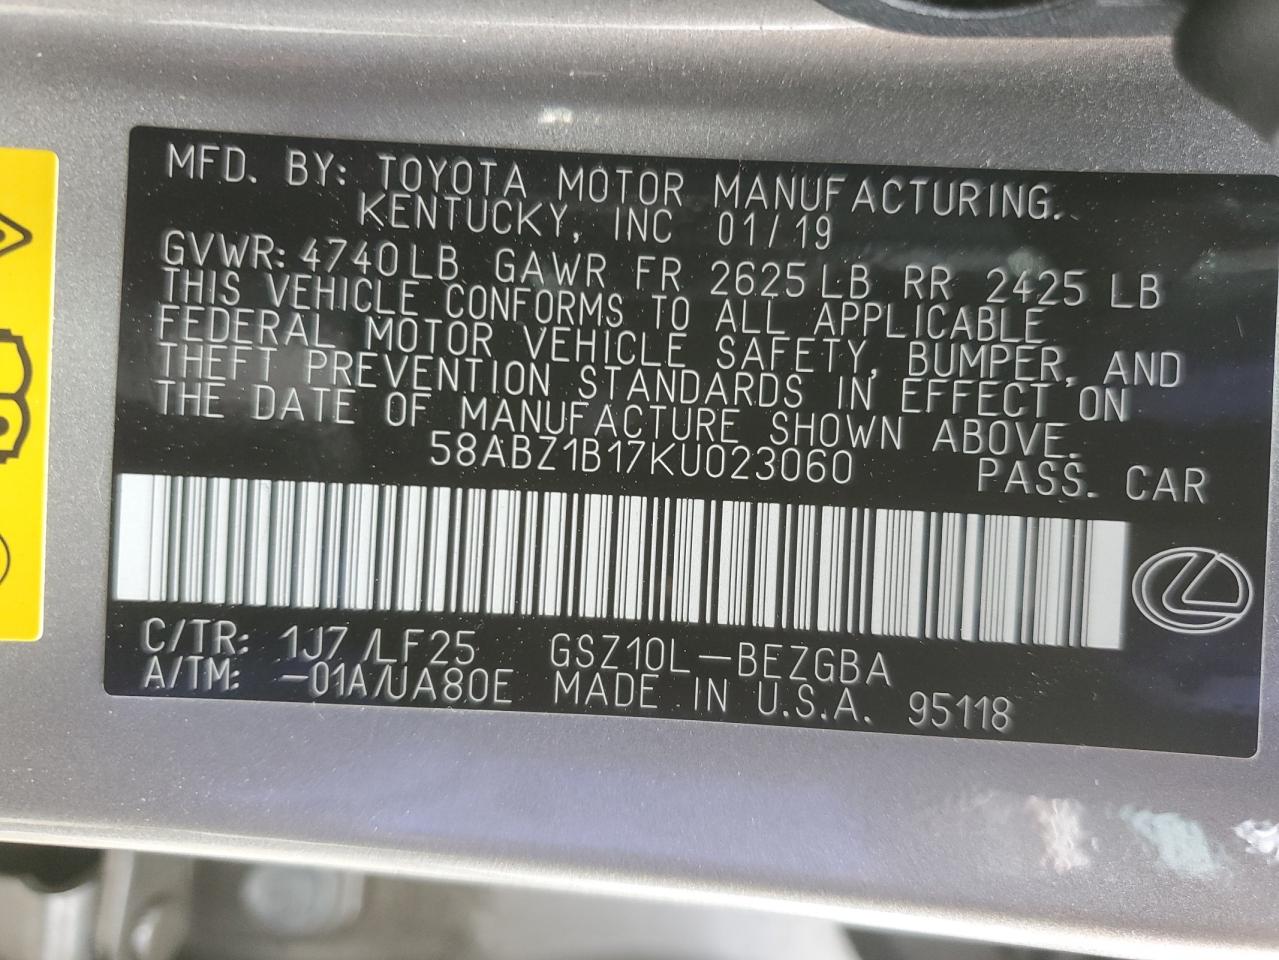 MFD. BY: TOYOTA MOTOR MANUFACTURING.
KENTUCKY, INC 01/19
GVWR: 4740LB GAWR FR 2625LB RR 2425 LB
THIS VEHICLE CONFORMS TO ALL APPLICABLE
FEDERAL MOTOR VEHICLE SAFETY, BUMPER, AND
THEFT PREVENTION STANDARDS IN EFFECT ON
THE DATE OF MANUFACTURE SHOWN ABOVE.
58ABZ1B17KU023060 PASS. CAR
C/TR: 1J7/LF25 GSZ10L-BEZGBA
A/TM: -01A/UA80E MADE IN U.S.A. 95118